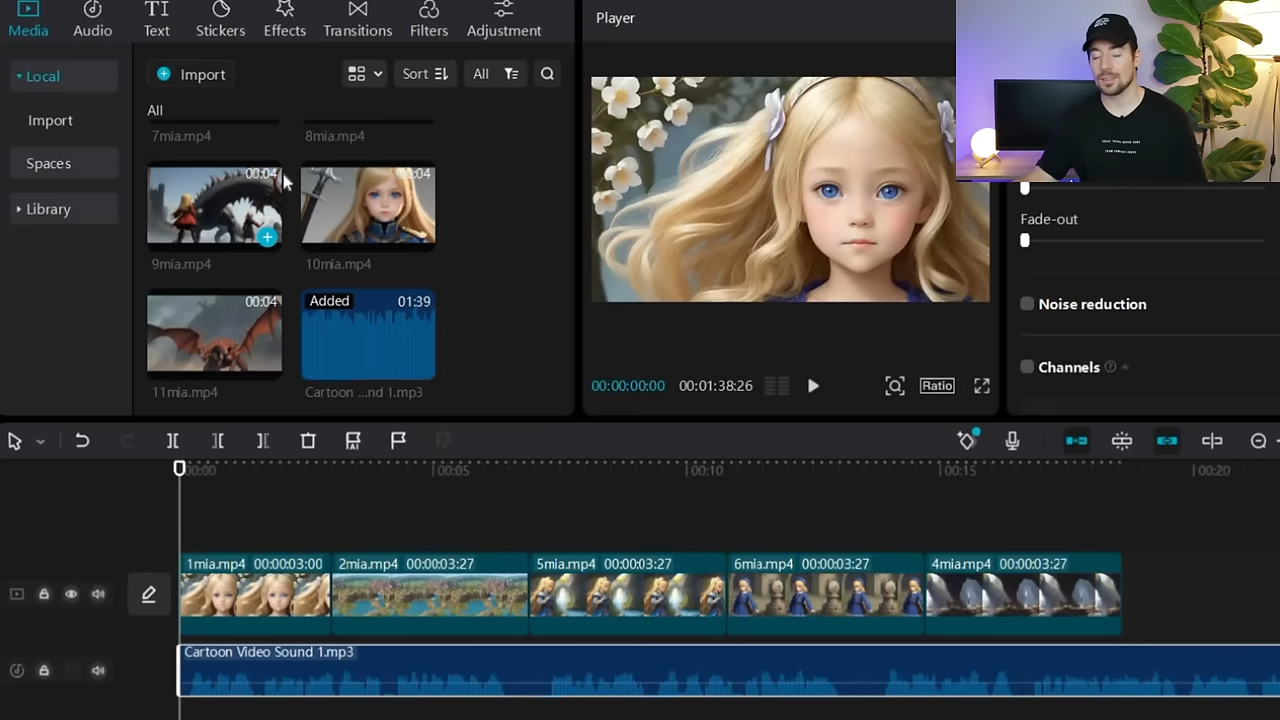 Media
Audio
Text
Stickers
Effects
Transitions
Filters
Adjustment
Player
Local
Import
Sort
All
Import
All
7mia.mp4
8mia.mp4
Spaces
Library
00:04
00:04
9mia.mp4
10mia.mp4
00:04
Added
01:39
11mia.mp4
Cartoon ...nd 1.mp3
00:00:00:00
00:01:38:26
Ratio
Fade-out
Noise reduction
Channels
00:00
00:05
00:10
00:15
00:20
1mia.mp4 00:00:03:00
2mia.mp4 00:00:03:27
5mia.mp4 00:00:03:27
6mia.mp4 00:00:03:27
4mia.mp4 00:00:03:27
Cartoon Video Sound 1.mp3